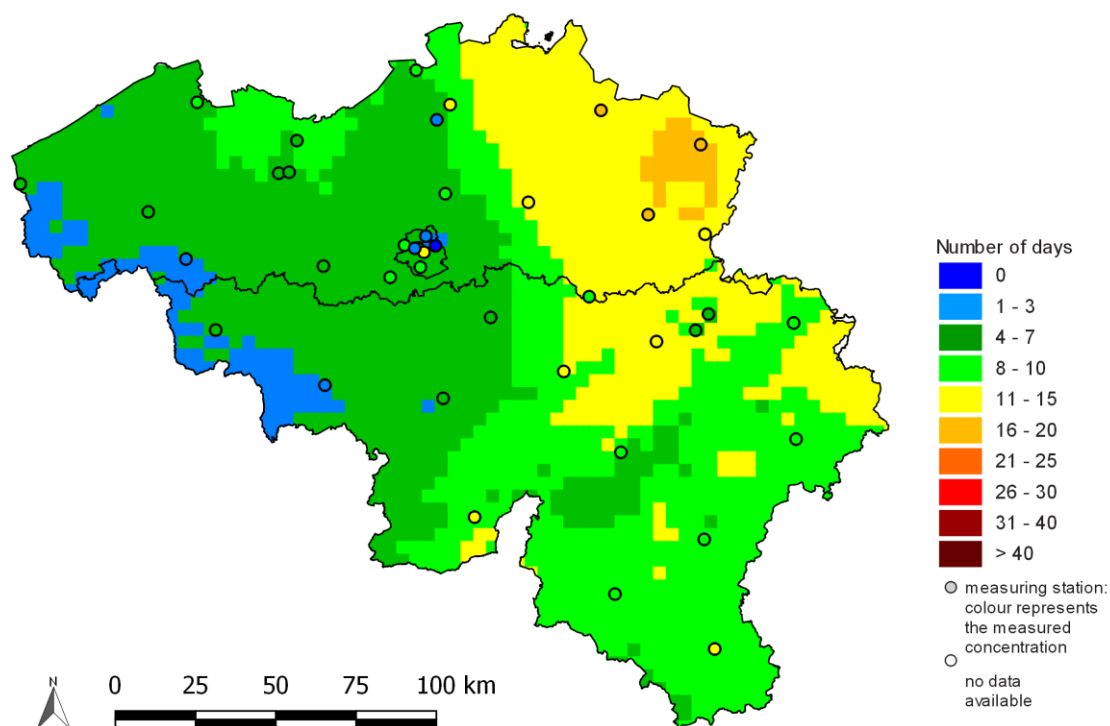 Number of days
0
1 - 3
4 - 7
8 - 10
11 - 15
16 - 20
21 - 25
26 - 30
31 - 40
> 40
measuring station:
colour represents
the measured
concentration
no data
available
N
0 25 50 75 100 km